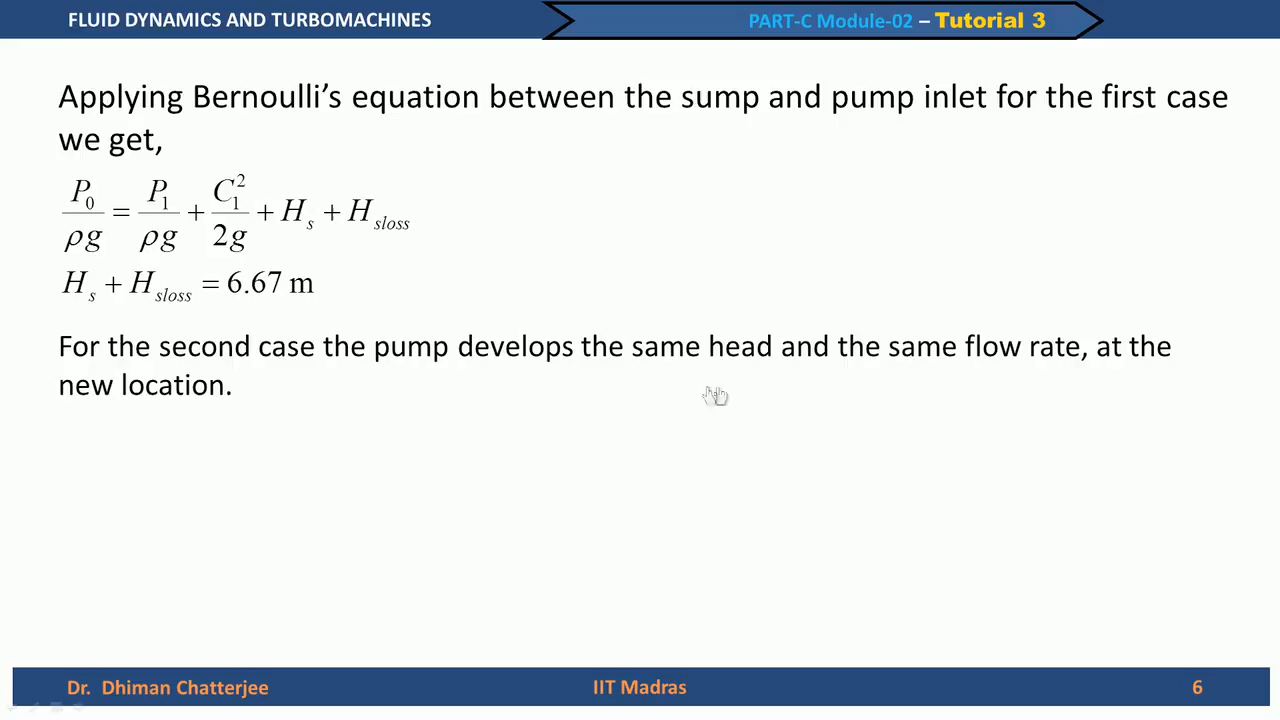 FLUID DYNAMICS AND TURBOMACHINES
PART-C Module-02 – Tutorial 3
Applying Bernoulli’s equation between the sump and pump inlet for the first case
we get,
P₀/ρg = P₁/ρg + C₁²/2g + Hₛ + H_sloss
Hₛ + H_sloss = 6.67 m
For the second case the pump develops the same head and the same flow rate, at the
new location.
Dr. Dhiman Chatterjee
IIT Madras
6